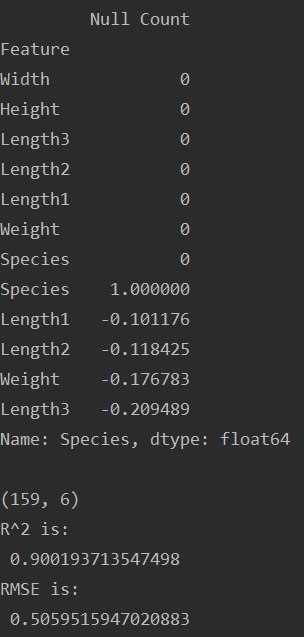 Null Count
Feature
Width 0
Height 0
Length3 0
Length2 0
Length1 0
Weight 0
Species 0
Species 1.000000
Length1 -0.101176
Length2 -0.118425
Weight -0.176783
Length3 -0.209489
Name: Species, dtype: float64
(159, 6)
R^2 is:
0.900193713547498
RMSE is:
0.5059515947020883